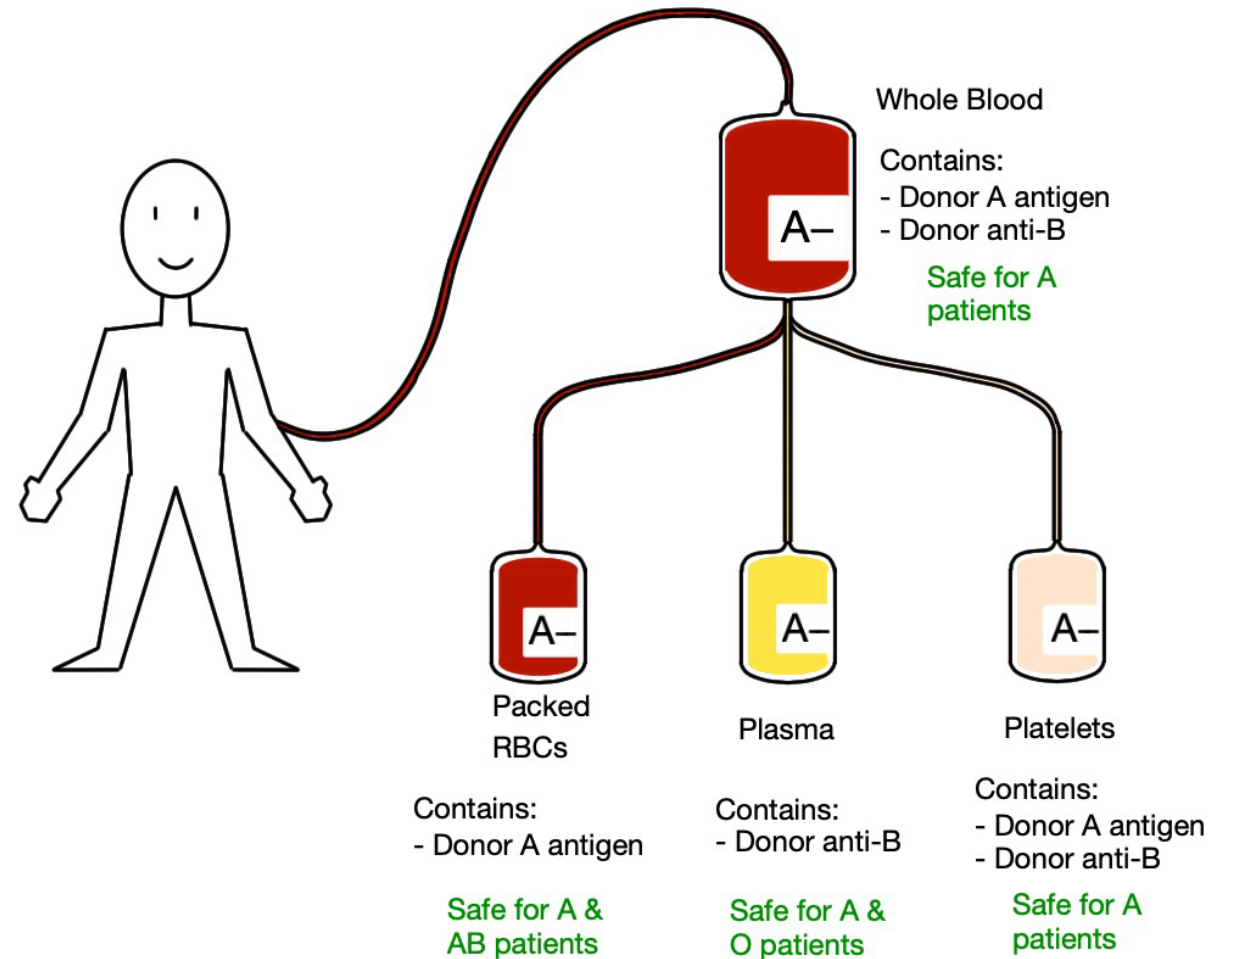 Whole Blood
Contains:
- Donor A antigen
- Donor anti-B
Safe for A
patients
A–
A–
Packed
RBCs
Contains:
- Donor A antigen
Safe for A &
AB patients
A–
Plasma
Contains:
- Donor anti-B
Safe for A &
O patients
A–
Platelets
Contains:
- Donor A antigen
- Donor anti-B
Safe for A
patients